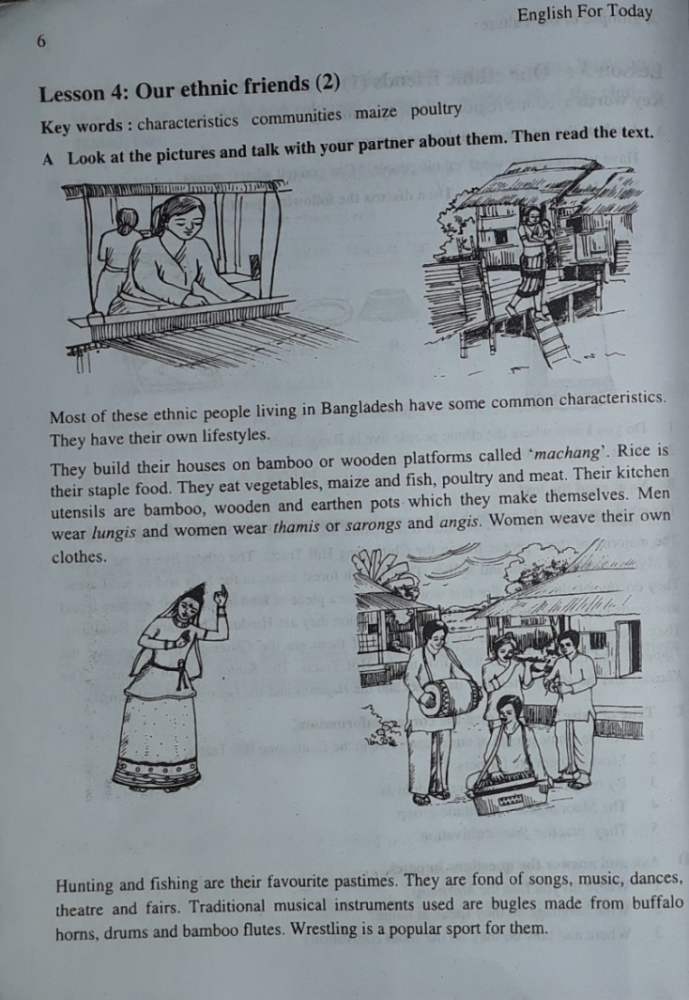 English For Today
6
Lesson 4: Our ethnic friends (2)
Key words : characteristics communities maize poultry
A Look at the pictures and talk with your partner about them. Then read the text.
Most of these ethnic people living in Bangladesh have some common characteristics.
They have their own lifestyles.
They build their houses on bamboo or wooden platforms called ‘machang’. Rice is
their staple food. They eat vegetables, maize and fish, poultry and meat. Their kitchen
utensils are bamboo, wooden and earthen pots which they make themselves. Men
wear lungis and women wear thamis or sarongs and angis. Women weave their own
clothes.
Hunting and fishing are their favourite pastimes. They are fond of songs, music, dances,
theatre and fairs. Traditional musical instruments used are bugles made from buffalo
horns, drums and bamboo flutes. Wrestling is a popular sport for them.